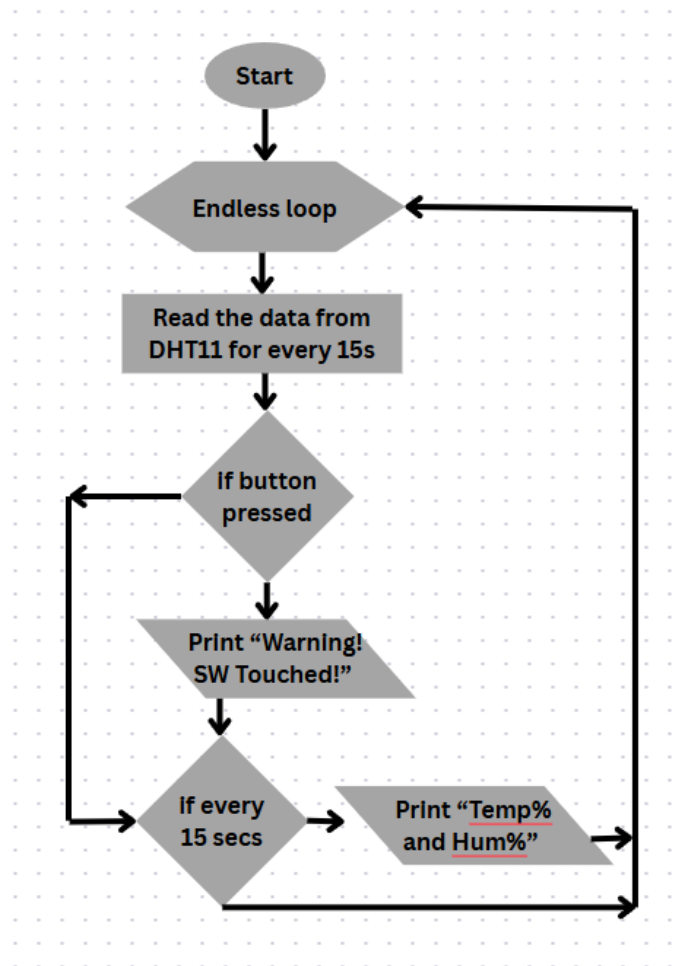 Start
Endless loop
Read the data from
DHT11 for every 15s
if button
pressed
Print “Warning!
SW Touched!”
if every
15 secs
Print “Temp%
and Hum%”